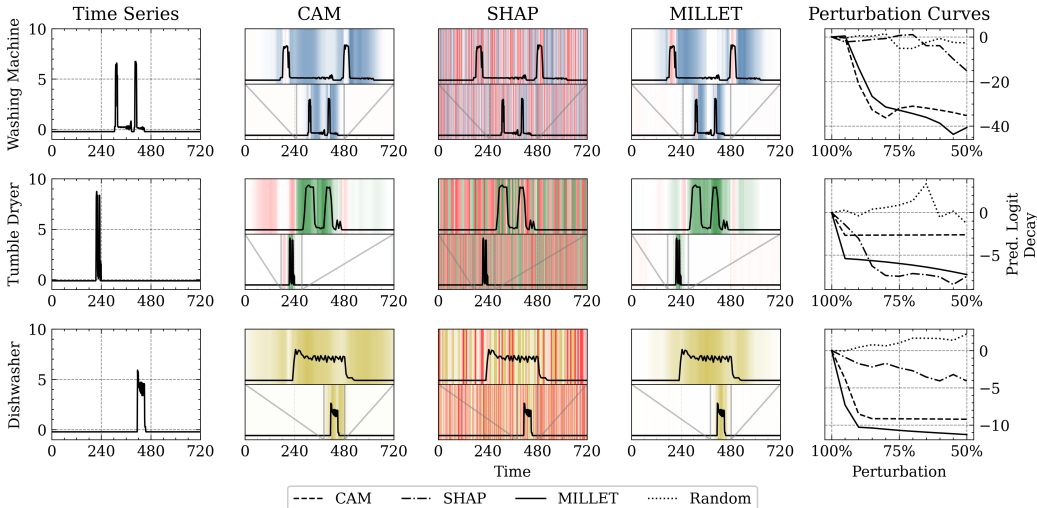 Time Series CAM SHAP MILLET Perturbation Curves
Washing Machine
10
5
0
0 240 480 720
0 240 480 720
0 240 480 720
0 240 480 720
0
−20
−40
100% 75% 50%
Tumble Dryer
10
5
0
0 240 480 720
0 240 480 720
0 240 480 720
0 240 480 720
0
−5
100% 75% 50%
Pred. Logit
Decay
Dishwasher
10
5
0
0 240 480 720
0 240 480 720
0 240 480 720
0 240 480 720
0
−5
−10
100% 75% 50%
Time
Perturbation
CAM SHAP MILLET Random